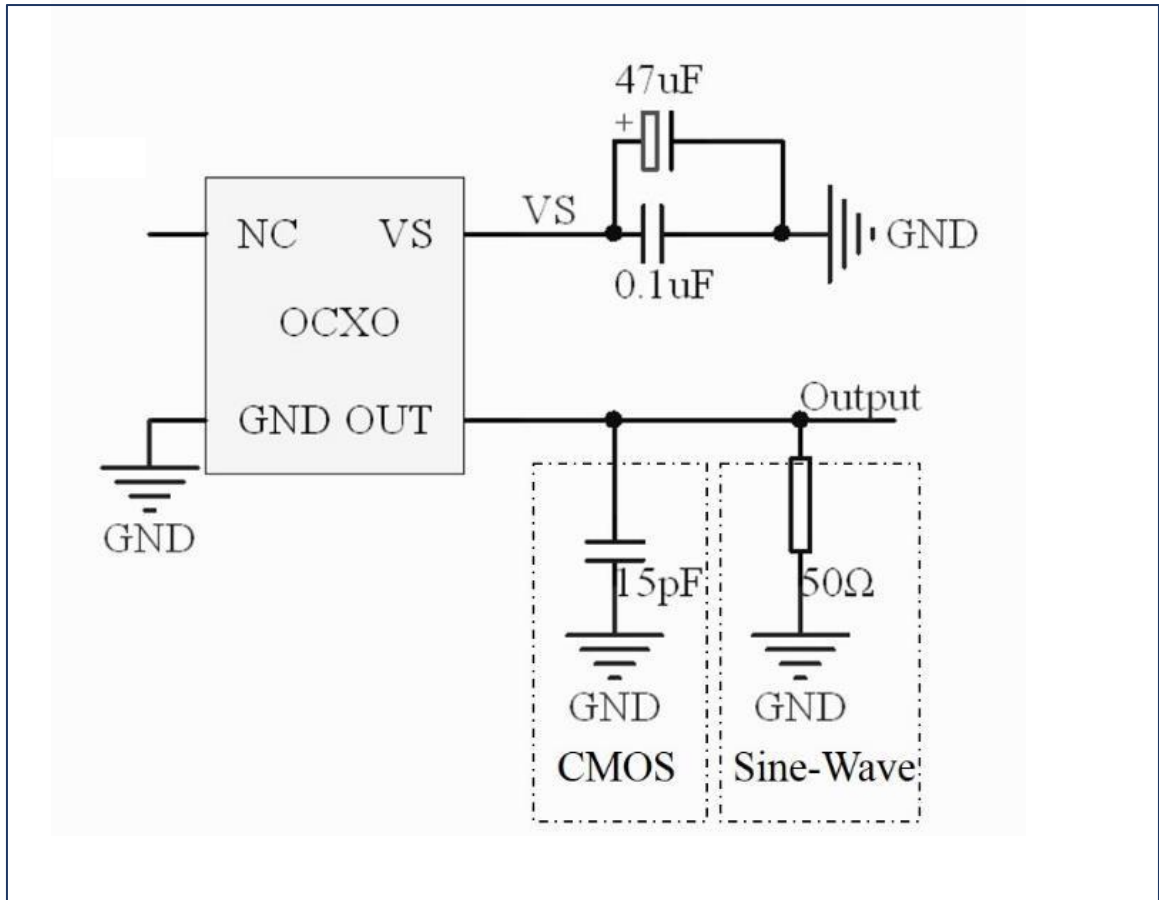 47uF
+
VS
NC VS
GND
0.1uF
OCXO
Output
GND OUT
GND
15pF
50Ω
GND
GND
CMOS
Sine-Wave